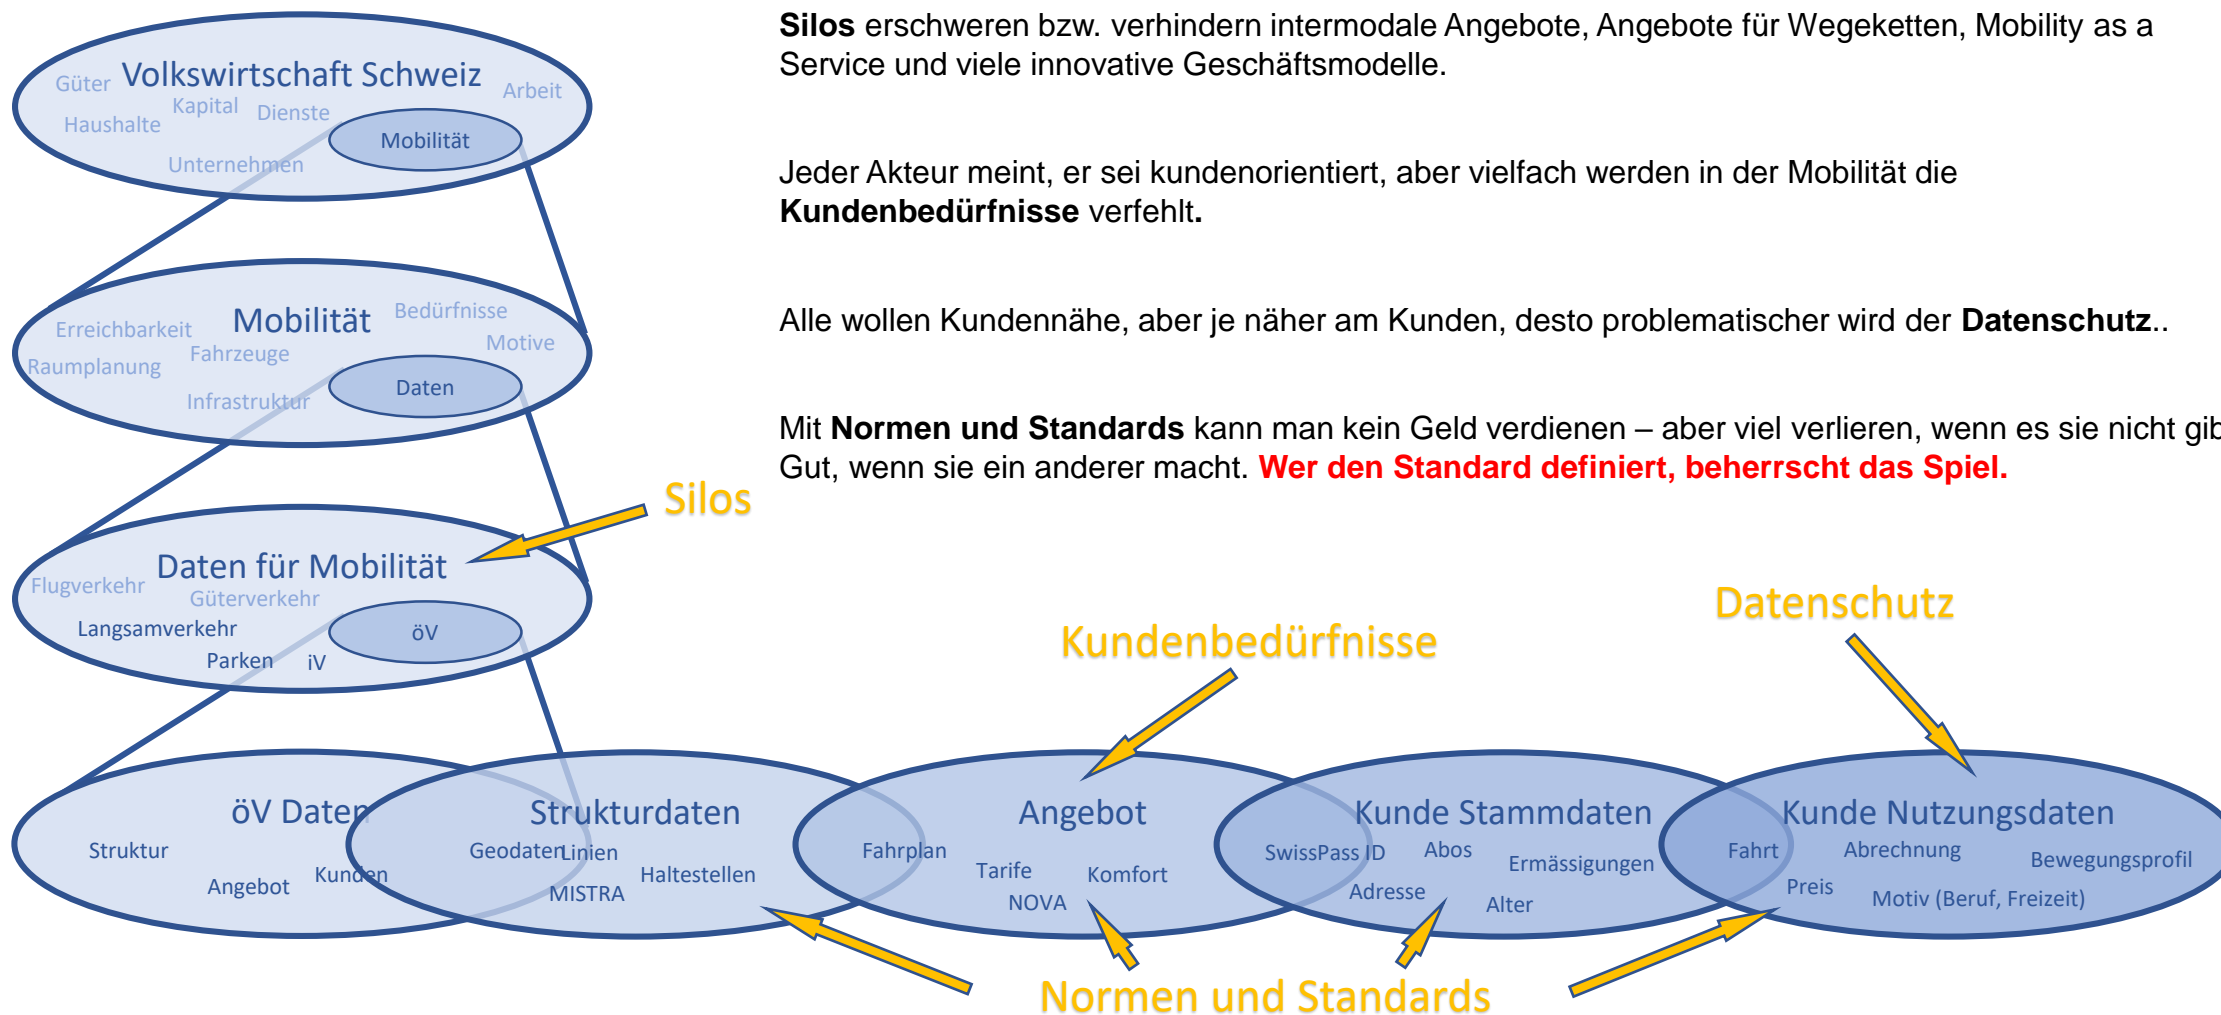 Silos erschweren bzw. verhindern intermodale Angebote, Angebote für Wegeketten, Mobility as a
Service und viele innovative Geschäftsmodelle.
Jeder Akteur meint, er sei kundenorientiert, aber vielfach werden in der Mobilität die
Kundenbedürfnisse verfehlt.
Alle wollen Kundennähe, aber je näher am Kunden, desto problematischer wird der Datenschutz..
Mit Normen und Standards kann man kein Geld verdienen – aber viel verlieren, wenn es sie nicht gib
Gut, wenn sie ein anderer macht. Wer den Standard definiert, beherrscht das Spiel.
Volkswirtschaft Schweiz
Güter
Kapital
Dienste
Arbeit
Haushalte
Mobilität
Unternehmen
Mobilität
Bedürfnisse
Erreichbarkeit
Fahrzeuge
Motive
Raumplanung
Daten
Infrastruktur
Silos
Daten für Mobilität
Flugverkehr
Güterverkehr
Langsamverkehr
öV
Parken
iV
Kundenbedürfnisse
Datenschutz
öV Daten
Struktur
Angebot
Kunden
Strukturdaten
Geodaten
Linien
MISTRA
Haltestellen
Angebot
Fahrplan
Tarife
NOVA
Komfort
Kunde Stammdaten
SwissPass ID
Abos
Ermässigungen
Adresse
Alter
Kunde Nutzungsdaten
Fahrt
Abrechnung
Bewegungsprofil
Preis
Motiv (Beruf, Freizeit)
Normen und Standards